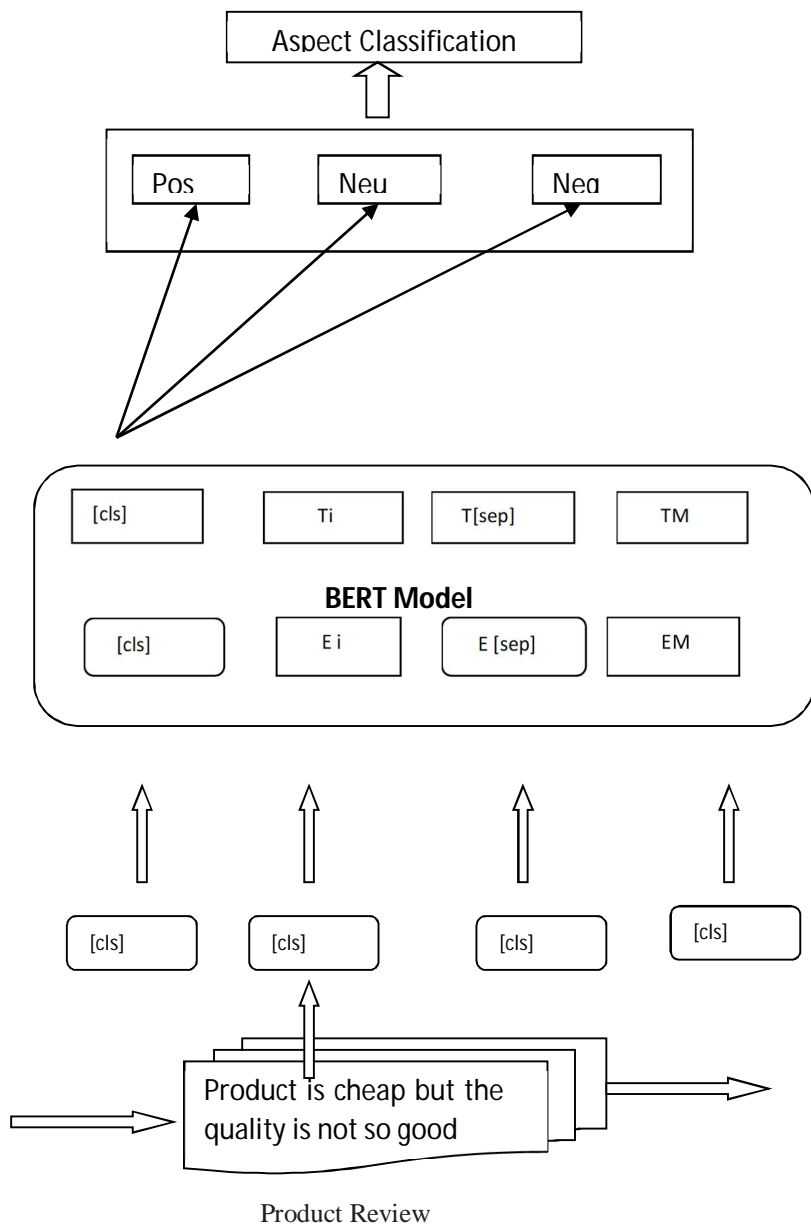 Aspect Classification
Pos Neu Neg
[cls] Ti T[sep] TM
BERT Model
[cls] E i E [sep] EM
[cls] [cls] [cls] [cls]
Product is cheap but the
quality is not so good
Product Review